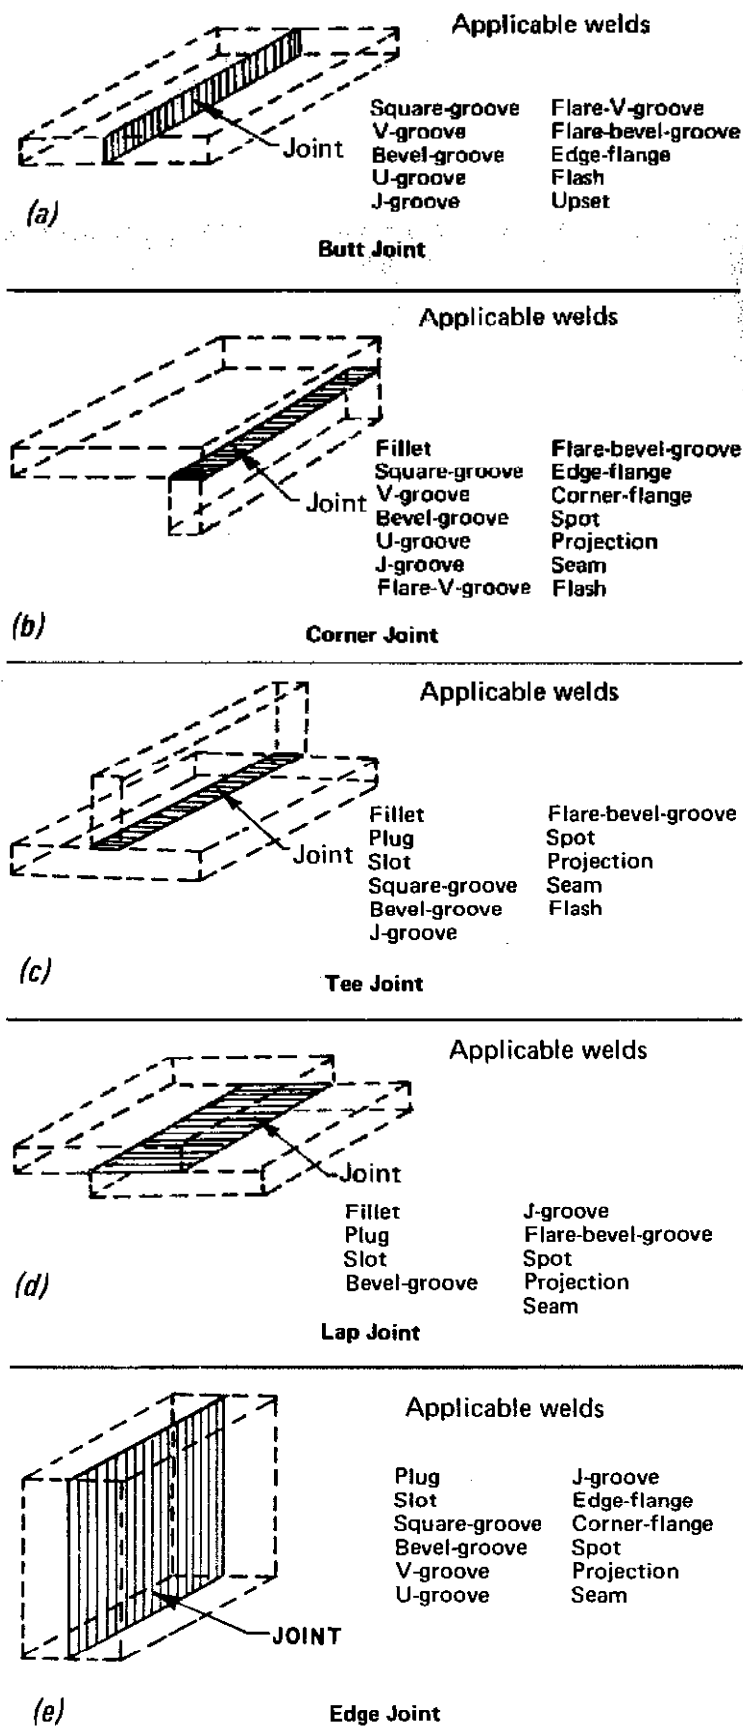 Applicable welds
Square-groove Flare-V-groove
V-groove Flare-bevel-groove
Bevel-groove Edge-flange
U-groove Flash
J-groove Upset
Joint
(a)
Butt Joint
Applicable welds
Fillet Flare-bevel-groove
Square-groove Edge-flange
V-groove Corner-flange
Bevel-groove Spot
U-groove Projection
J-groove Seam
Flare-V-groove Flash
Joint
(b)
Corner Joint
Applicable welds
Fillet Flare-bevel-groove
Plug Spot
Slot Projection
Square-groove Seam
Bevel-groove Flash
J-groove
Joint
(c)
Tee Joint
Applicable welds
Joint
Fillet J-groove
Plug Flare-bevel-groove
Slot Spot
Bevel-groove Projection
Seam
(d)
Lap Joint
Applicable welds
Plug J-groove
Slot Edge-flange
Square-groove Corner-flange
Bevel-groove Spot
V-groove Projection
U-groove Seam
JOINT
(e)
Edge Joint